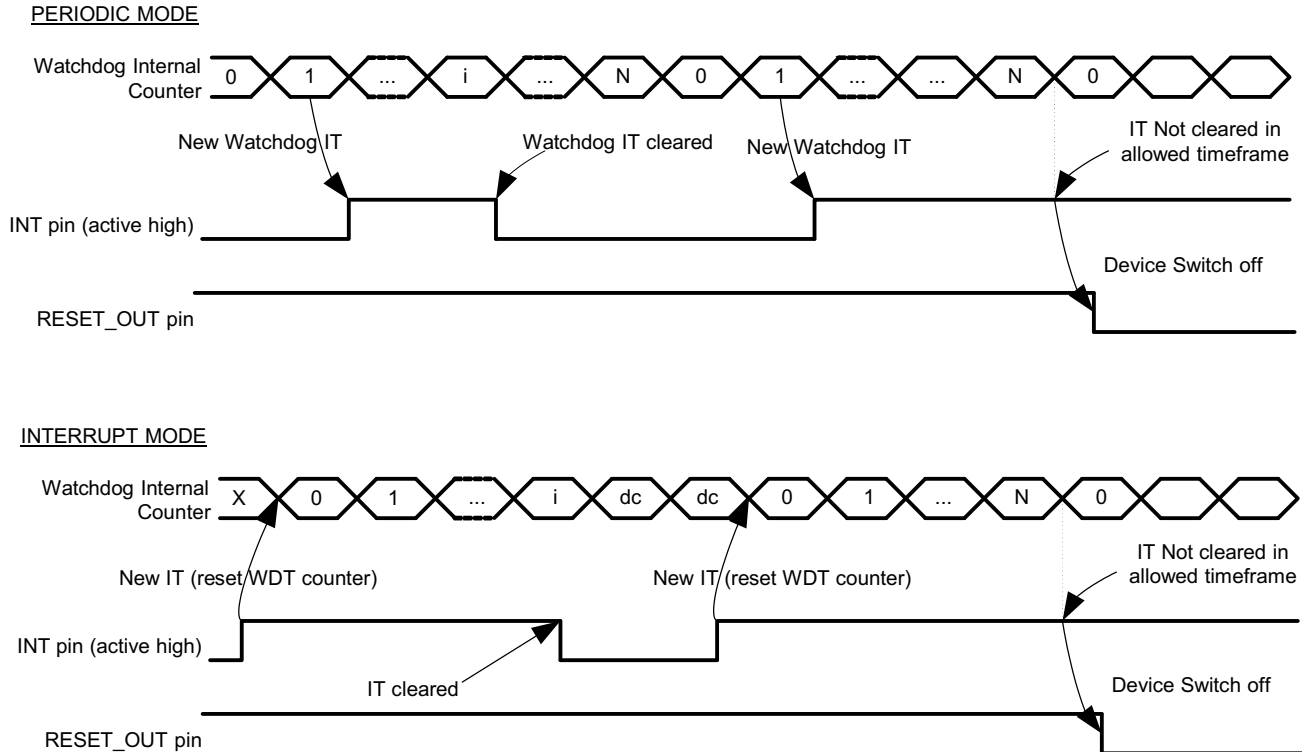 PERIODIC MODE
Watchdog Internal Counter
0 1 ... i ... N 0 1 ... ... N 0
New Watchdog IT
Watchdog IT cleared
New Watchdog IT
IT Not cleared in
allowed timeframe
INT pin (active high)
Device Switch off
RESET_OUT pin
INTERRUPT MODE
Watchdog Internal Counter
X 0 1 ... i dc dc 0 1 ... N 0
New IT (reset WDT counter)
New IT (reset WDT counter)
IT Not cleared in
allowed timeframe
INT pin (active high)
IT cleared
Device Switch off
RESET_OUT pin